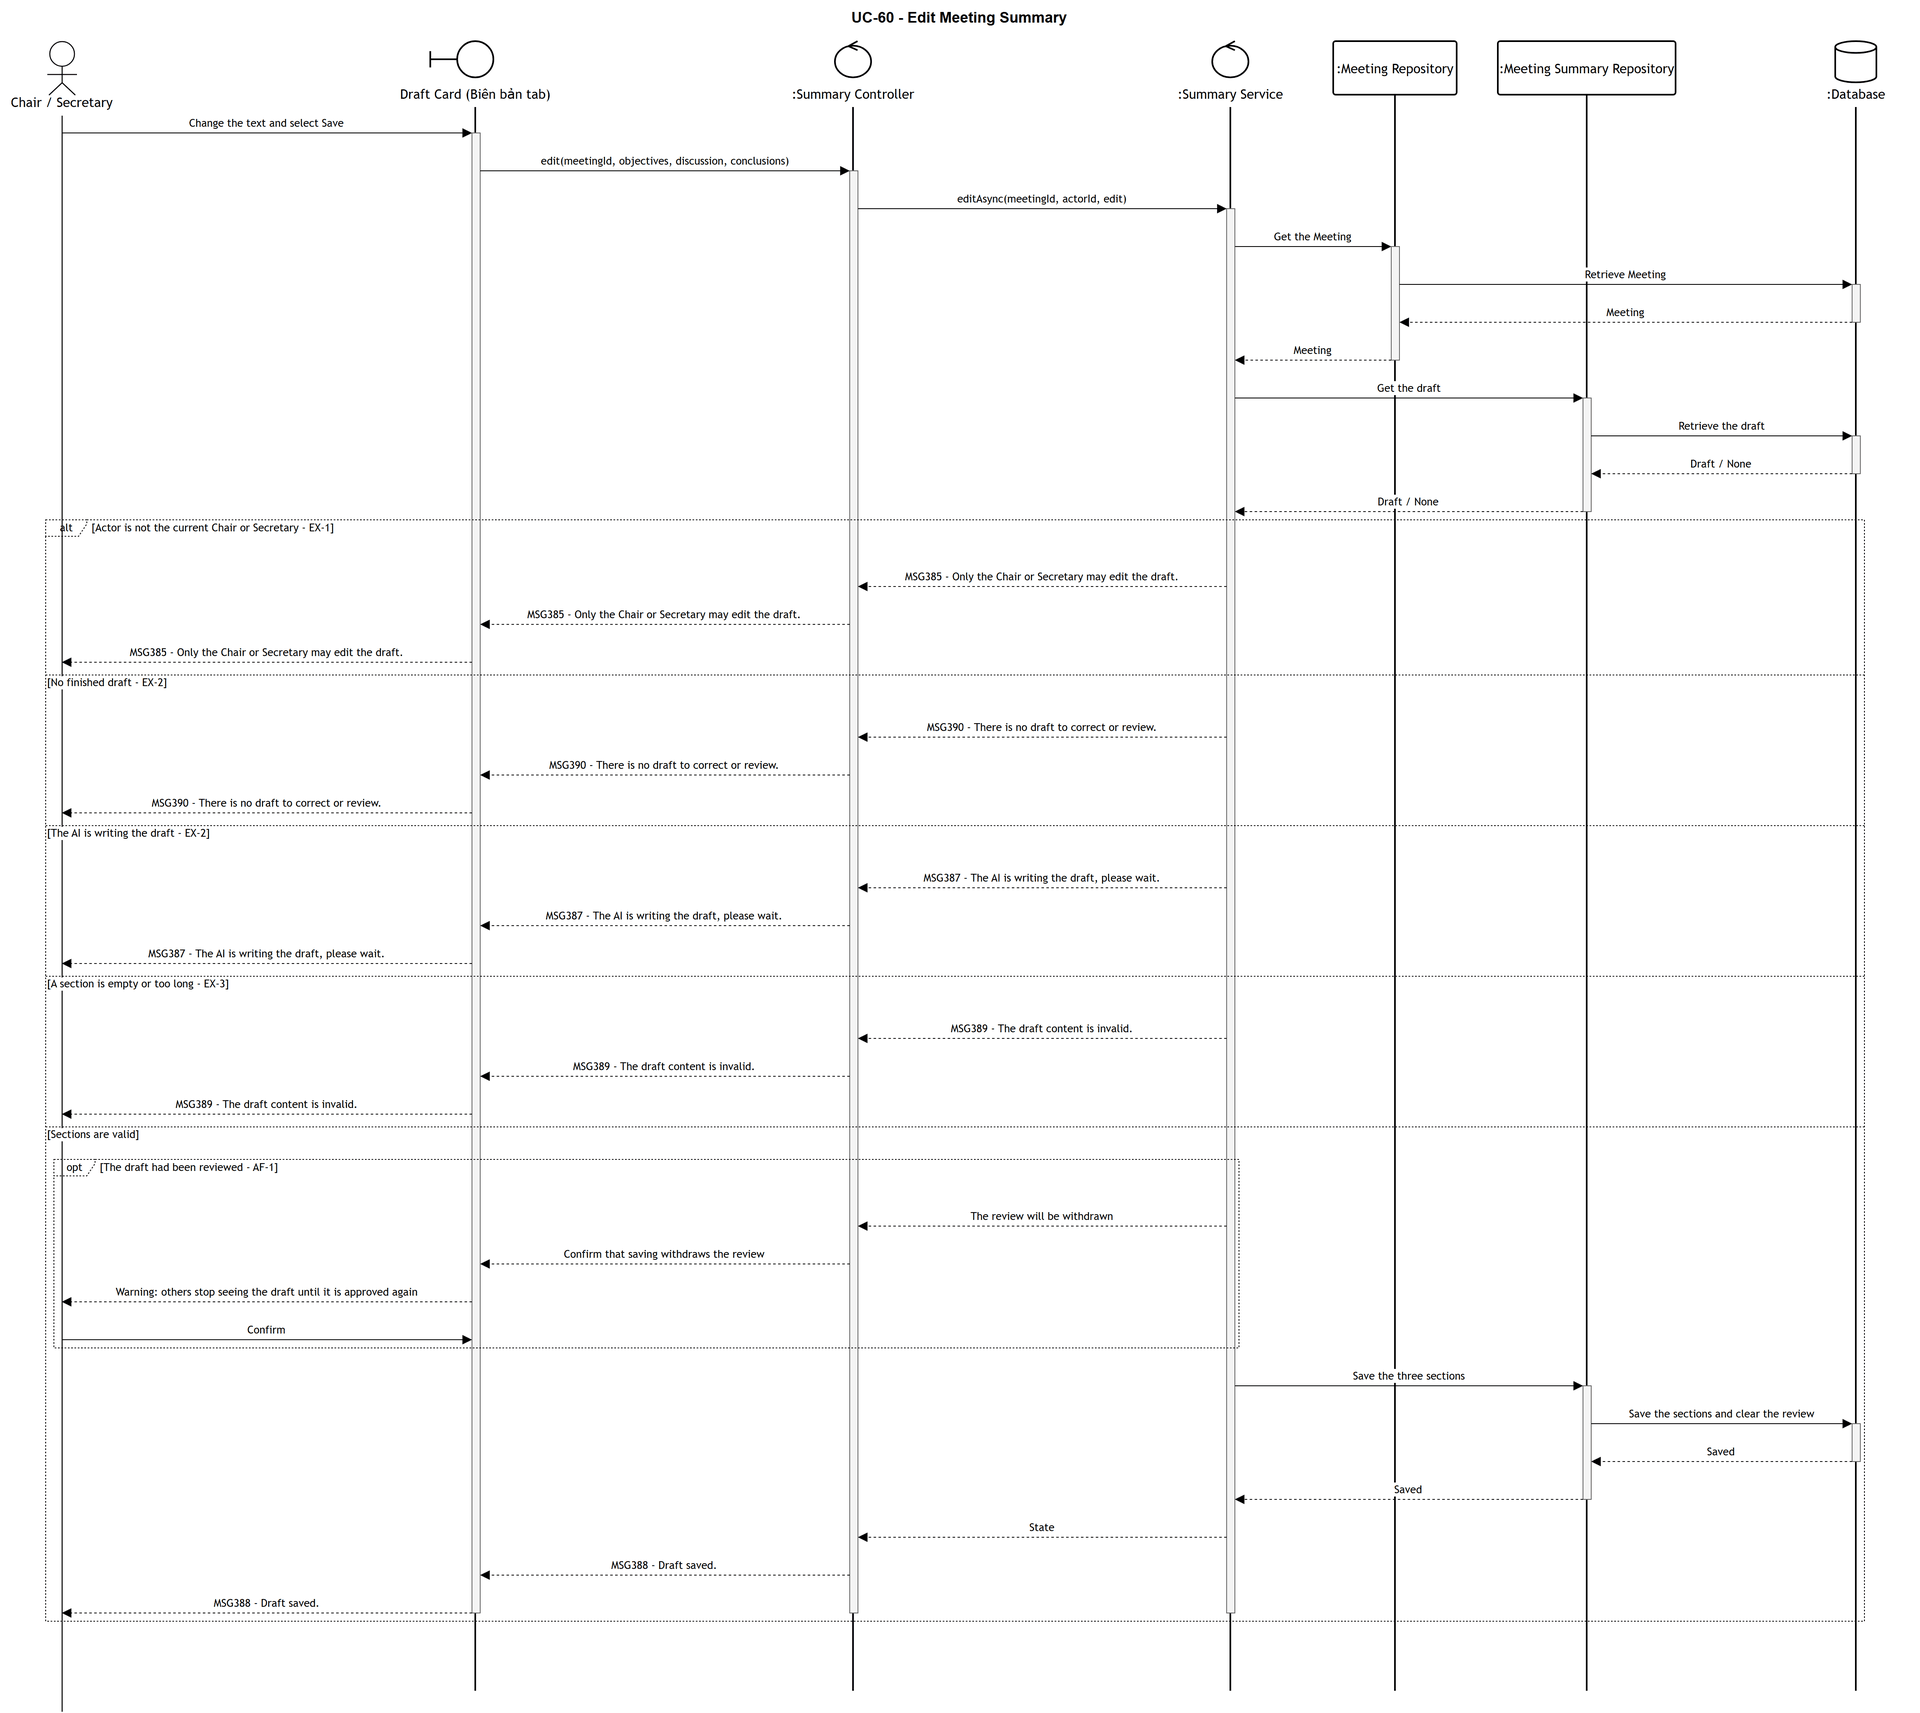 UC-60 - Edit Meeting Summary
Chair / Secretary
Draft Card (Biên bản tab)
:Summary Controller
:Summary Service
:Meeting Repository
:Meeting Summary Repository
:Database
Change the text and select Save
edit(meetingId, objectives, discussion, conclusions)
editAsync(meetingId, actorId, edit)
Get the Meeting
Retrieve Meeting
Meeting
Meeting
Get the draft
Retrieve the draft
Draft / None
Draft / None
alt [Actor is not the current Chair or Secretary - EX-1]
MSG385 - Only the Chair or Secretary may edit the draft.
MSG385 - Only the Chair or Secretary may edit the draft.
MSG385 - Only the Chair or Secretary may edit the draft.
[No finished draft - EX-2]
MSG390 - There is no draft to correct or review.
MSG390 - There is no draft to correct or review.
MSG390 - There is no draft to correct or review.
[The AI is writing the draft - EX-2]
MSG387 - The AI is writing the draft, please wait.
MSG387 - The AI is writing the draft, please wait.
MSG387 - The AI is writing the draft, please wait.
[A section is empty or too long - EX-3]
MSG389 - The draft content is invalid.
MSG389 - The draft content is invalid.
MSG389 - The draft content is invalid.
[Sections are valid]
opt [The draft had been reviewed - AF-1]
The review will be withdrawn
Confirm that saving withdraws the review
Warning: others stop seeing the draft until it is approved again
Confirm
Save the three sections
Save the sections and clear the review
Saved
Saved
State
MSG388 - Draft saved.
MSG388 - Draft saved.